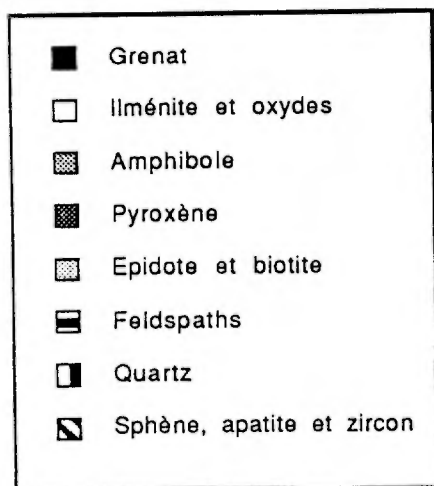 Grenat
Ilménite et oxydes
Amphibole
Pyroxène
Epidote et biotite
Feldspaths
Quartz
Sphène, apatite et zircon